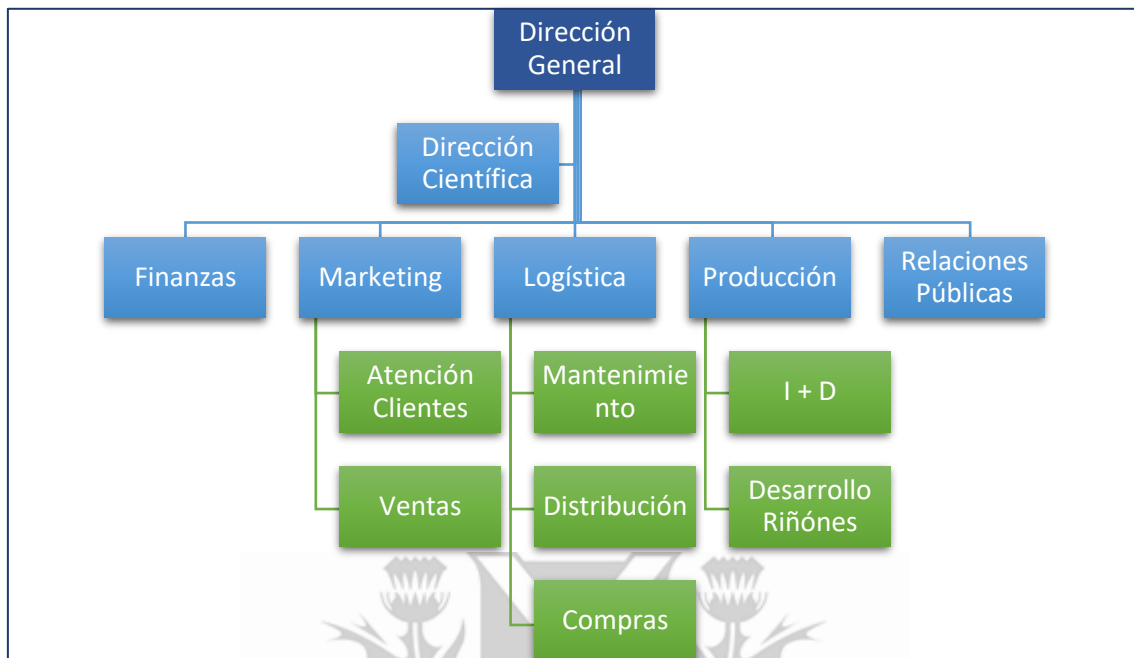 Dirección
General
Dirección
Científica
Finanzas
Marketing
Logística
Producción
Relaciones
Públicas
Atención
Clientes
Mantenimie
nto
I + D
Ventas
Distribución
Desarrollo
Riñónes
Compras